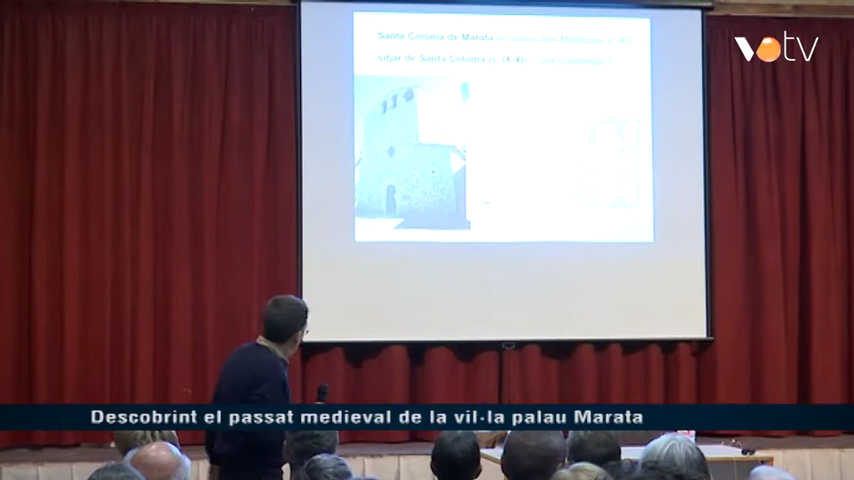 votv
Santa Coloma de Marata
sitjar de Santa Coloma (s. IX-XI)
Descobrint el passat medieval de la vil·la palau Marata